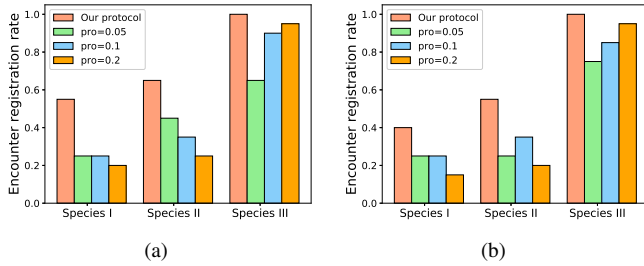 Encounter registration rate
1.0
0.8
0.6
0.4
0.2
0.0
Our protocol
pro=0.05
pro=0.1
pro=0.2
Species I Species II Species III
(a)
Encounter registration rate
1.0
0.8
0.6
0.4
0.2
0.0
Our protocol
pro=0.05
pro=0.1
pro=0.2
Species I Species II Species III
(b)